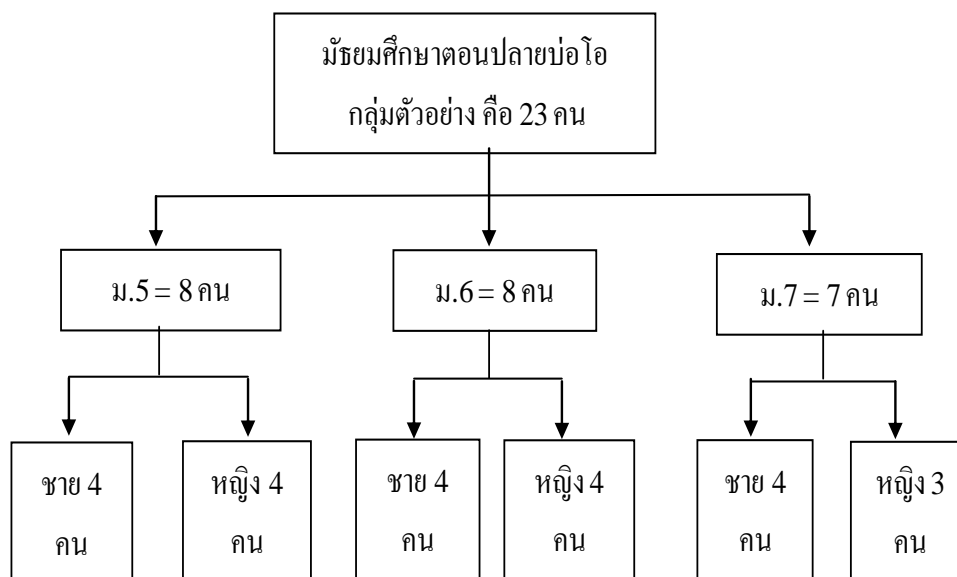 มัธยมศึกษาตอนปลายบ่อโอ
กลุ่มตัวอย่าง คือ 23 คน
ม.5 = 8 คน
ม.6 = 8 คน
ม.7 = 7 คน
ชาย 4
คน
หญิง 4
คน
ชาย 4
คน
หญิง 4
คน
ชาย 4
คน
หญิง 3
คน